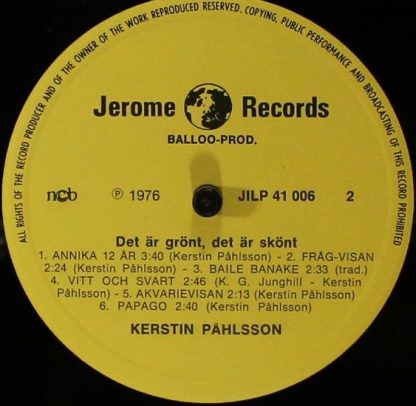 ALL RIGHTS OF THE RECORD PRODUCER AND OF THE OWNER OF THE WORK REPRODUCED RESERVED. COPYING, PUBLIC PERFORMANCE AND BROADCASTING OF THIS RECORD PROHIBITED
Jerome Records
BALLOO-PROD.
ncb ℗ 1976 JILP 41 006 2
Det är grönt, det är skönt
1. ANNIKA 12 ÅR 3:40 (Kerstin Påhlsson) - 2. FRÅG-VISAN
2:24 (Kerstin Påhlsson) - 3. BAILE BANAKE 2:33 (trad.)
4. VITT OCH SVART 2:46 (K. G. Junghill - Kerstin
Påhlsson) - 5. AKVARIEVISAN 2:13 (Kerstin Påhlsson)
6. PAPAGO 2:40 (Kerstin Påhlsson)
KERSTIN PÅHLSSON